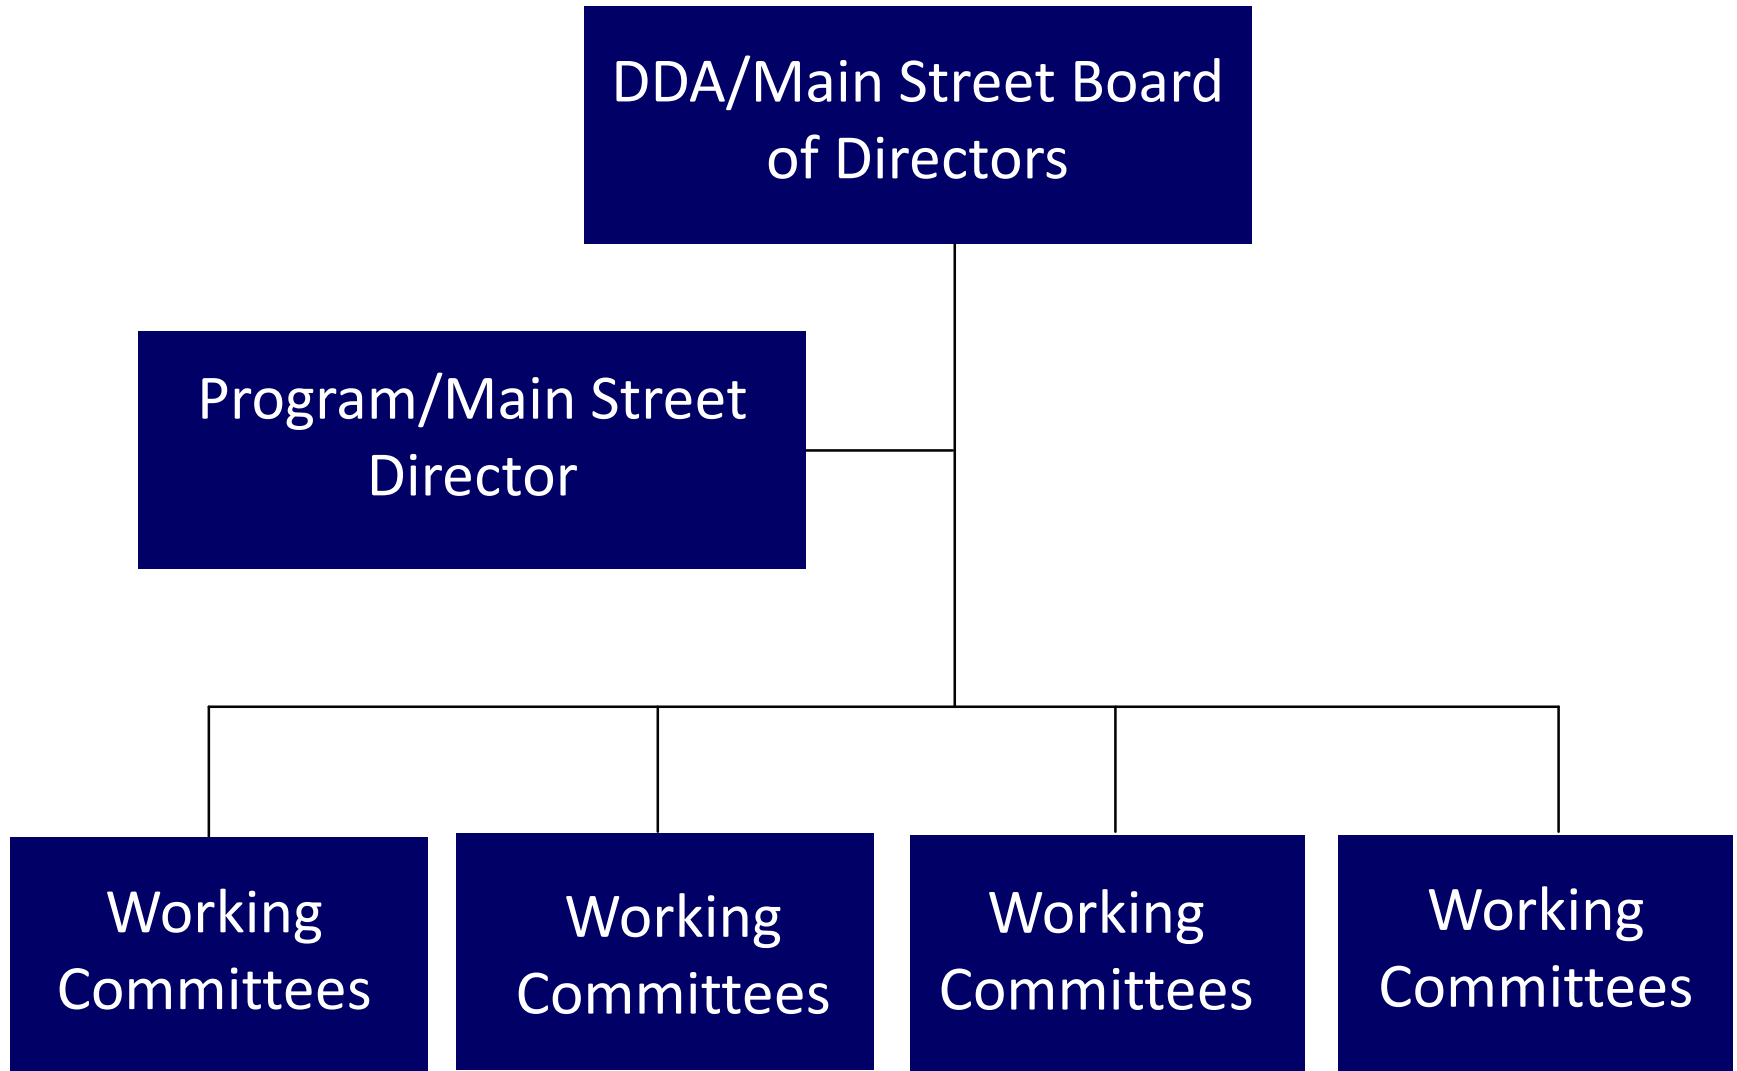 DDA/Main Street Board
of Directors
Program/Main Street
Director
Working
Committees
Working
Committees
Working
Committees
Working
Committees